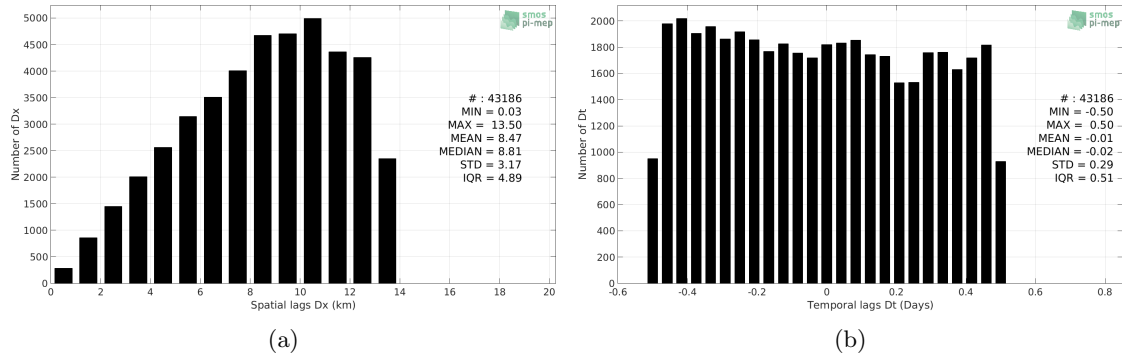 smos
pi-mep
Number of Dx
5000
4500
4000
3500
3000
2500
2000
1500
1000
500
0
# : 43186
MIN = 0.03
MAX = 13.50
MEAN = 8.47
MEDIAN = 8.81
STD = 3.17
IQR = 4.89
0 2 4 6 8 10 12 14 16 18 20
Spatial lags Dx (km)
(a)
smos
pi-mep
Number of Dt
2000
1800
1600
1400
1200
1000
800
600
400
200
0
# : 43186
MIN = -0.50
MAX = 0.50
MEAN = -0.01
MEDIAN = -0.02
STD = 0.29
IQR = 0.51
-0.6 -0.4 -0.2 0 0.2 0.4 0.6 0.8
Temporal lags Dt (Days)
(b)